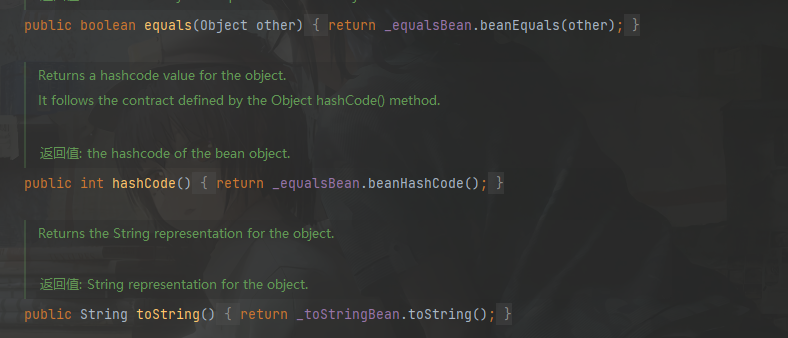 public boolean equals(Object other) { return _equalsBean.beanEquals(other); }
Returns a hashcode value for the object.
It follows the contract defined by the Object hashCode() method.
返回值: the hashcode of the bean object.
public int hashCode() { return _equalsBean.beanHashCode(); }
Returns the String representation for the object.
返回值: String representation for the object.
public String toString() { return _toStringBean.toString(); }